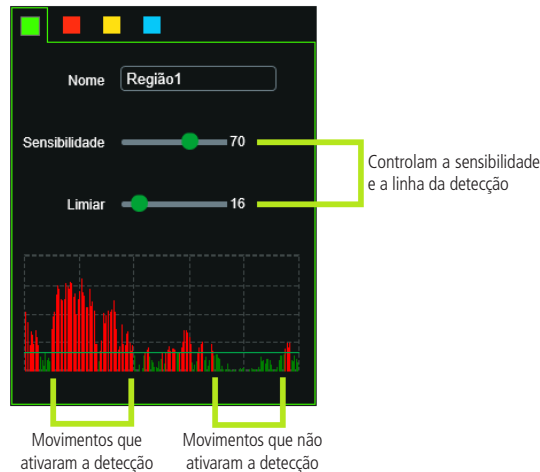 Nome Região1
Sensibilidade 70
Limiar 16
Controlam a sensibilidade
e a linha da detecção
Movimentos que
ativaram a detecção
Movimentos que não
ativaram a detecção